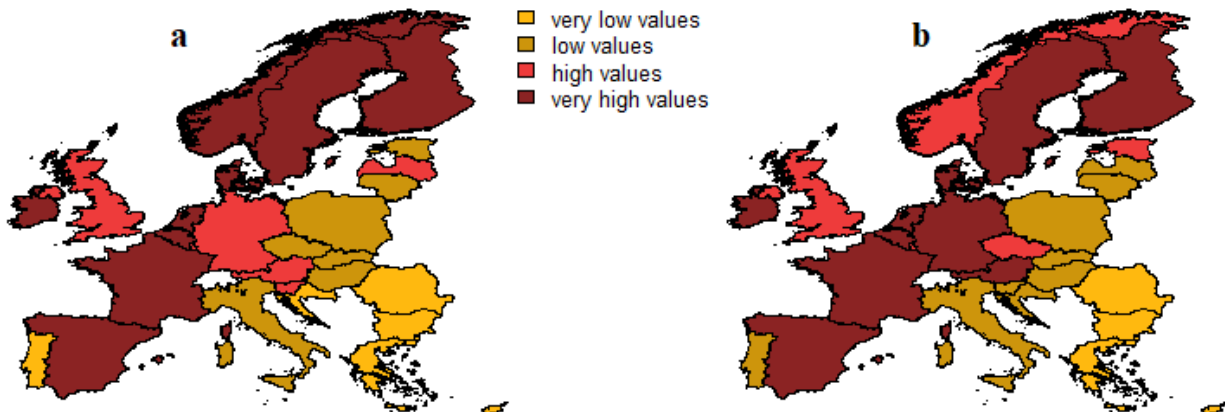 a
very low values
low values
high values
very high values
b